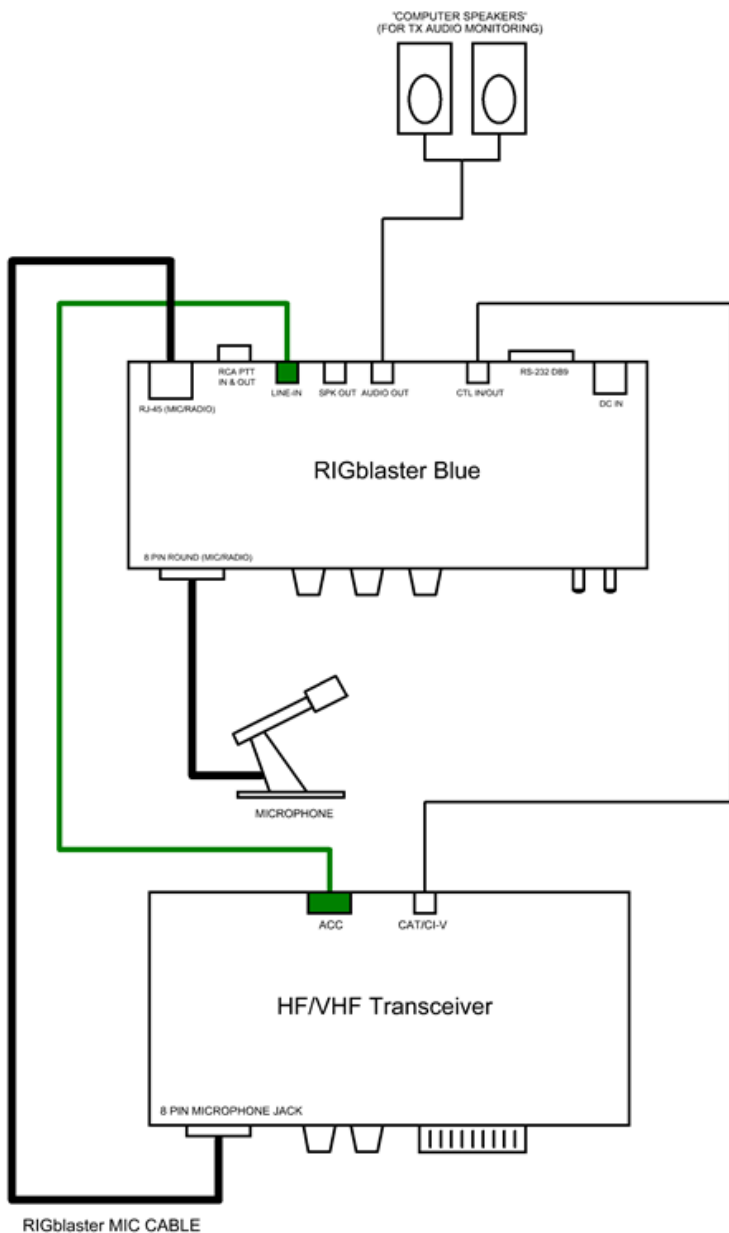 "COMPUTER SPEAKERS"
(FOR TX AUDIO MONITORING)
RCA PTT
IN & OUT
RJ-45 (MIC/RADIO)
LINE-IN
SPK OUT
AUDIO OUT
CTL IN/OUT
RS-232 DB9
DC IN
RIGblaster Blue
8 PIN ROUND (MIC/RADIO)
MICROPHONE
ACC
CAT/CI-V
HF/VHF Transceiver
8 PIN MICROPHONE JACK
RIGblaster MIC CABLE